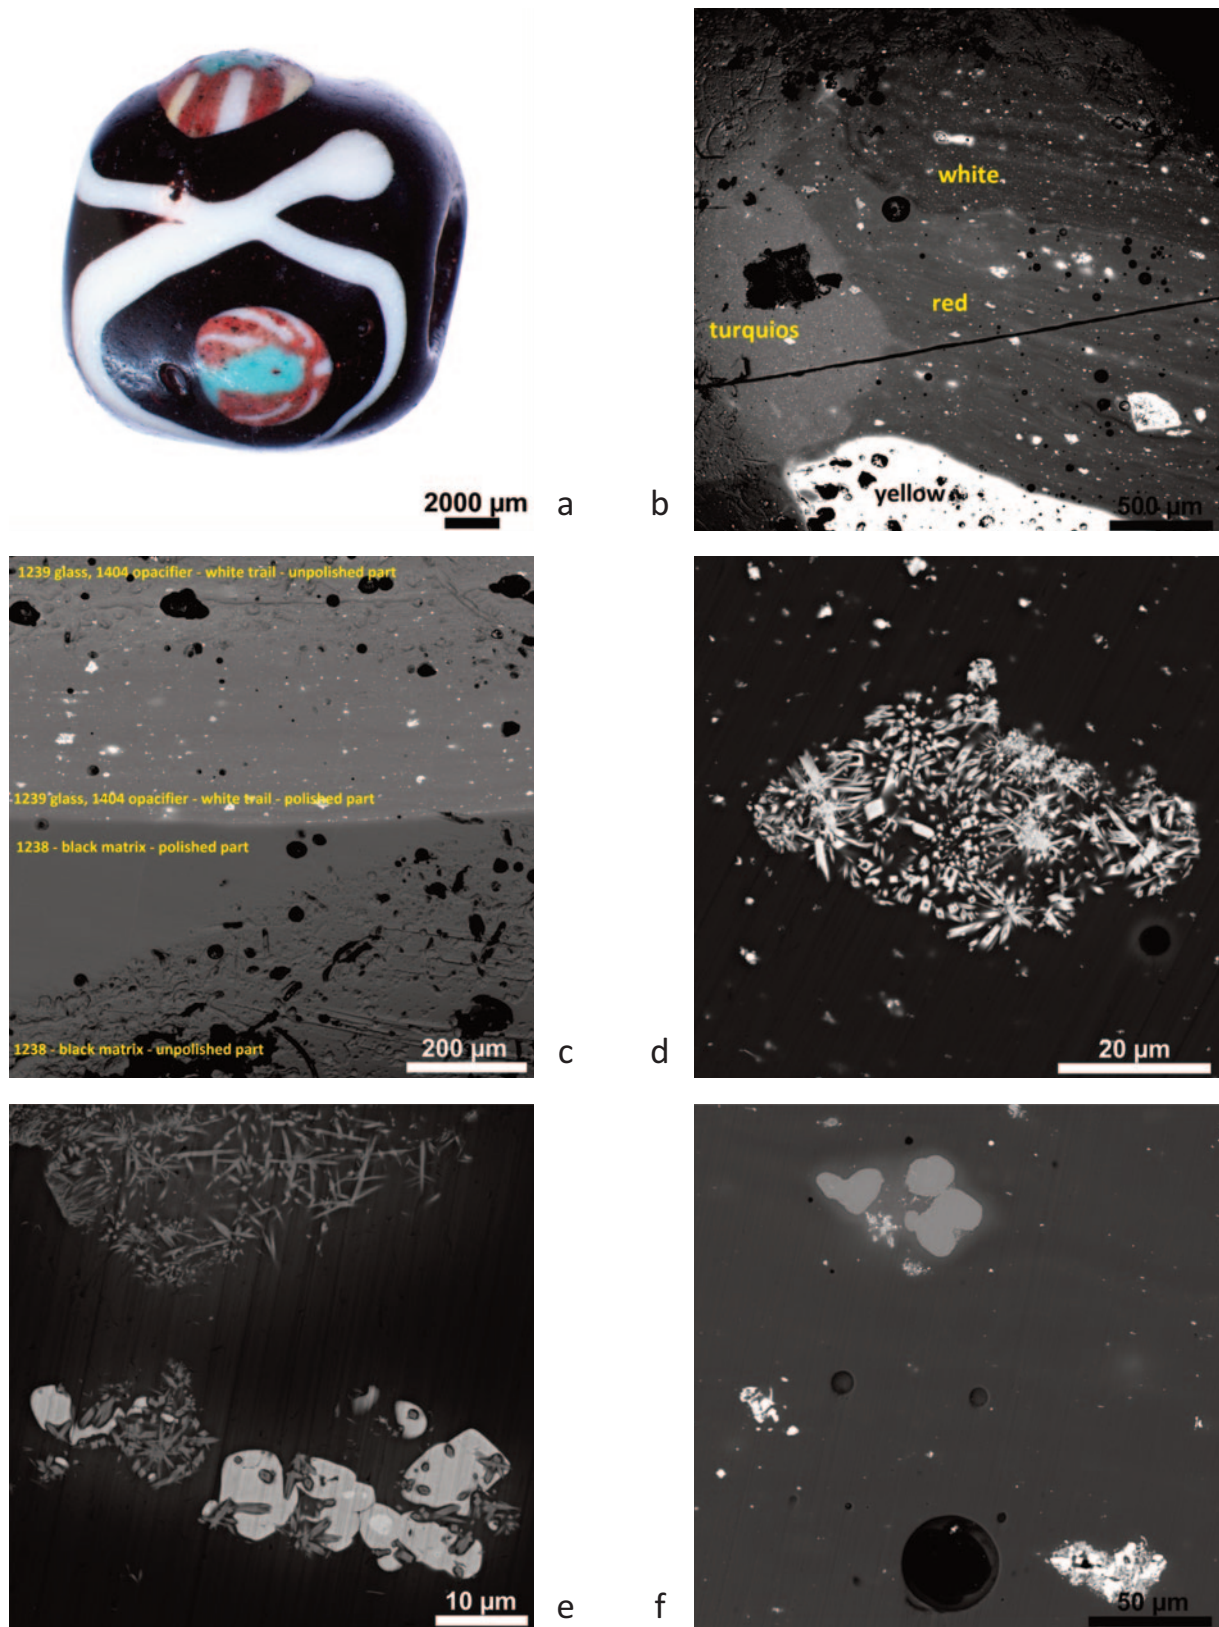 2000 µm
a
b
white
red
turquios
yellow
500 µm
1239 glass, 1404 opacifier - white trail - unpolished part
1239 glass, 1404 opacifier - white trail - polished part
1238 - black matrix - polished part
1238 - black matrix - unpolished part
200 µm
c
d
20 µm
10 µm
e
f
50 µm